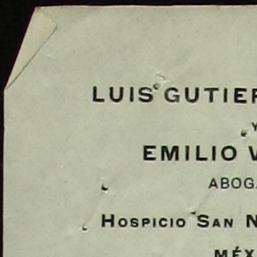 LUIS GUTIER
Y
EMILIO V
ABOG
HOSPICIO SAN N
MÉX